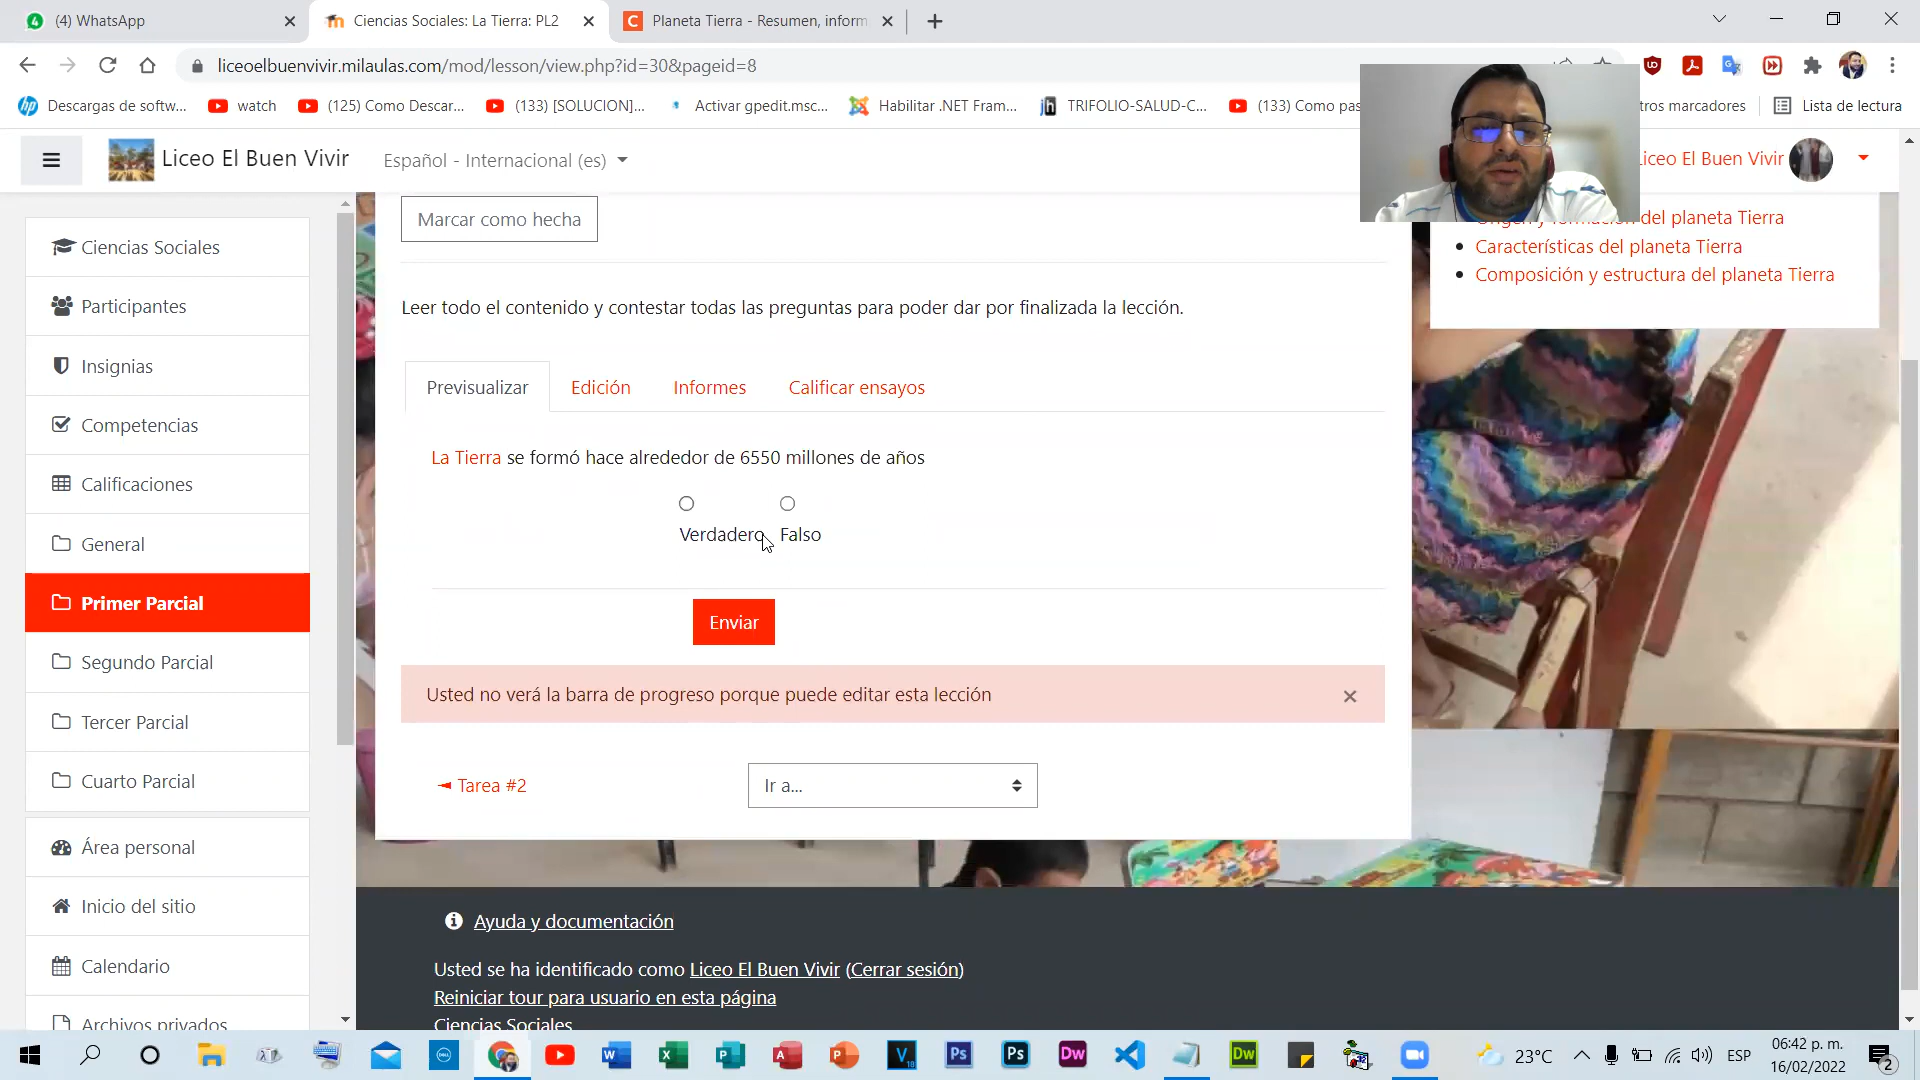 (4) WhatsApp
Ciencias Sociales: La Tierra: PL2
Planeta Tierra - Resumen, inform
liceoelbuenvivir.milaulas.com/mod/lesson/view.php?id=30&pageid=8
Descargas de softw...
watch
(125) Como Descar...
(133) [SOLUCION]...
Activar gpedit.msc...
Habilitar .NET Fram...
TRIFOLIO-SALUD-C...
(133) Como pas
tros marcadores
Lista de lectura
Liceo El Buen Vivir
Español - Internacional (es)
Liceo El Buen Vivir
Ciencias Sociales
Participantes
Insignias
Competencias
Calificaciones
General
Primer Parcial
Segundo Parcial
Tercer Parcial
Cuarto Parcial
Área personal
Inicio del sitio
Calendario
Archivos privados
Marcar como hecha
Leer todo el contenido y contestar todas las preguntas para poder dar por finalizada la lección.
Previsualizar
Edición
Informes
Calificar ensayos
La Tierra se formó hace alrededor de 6550 millones de años
Verdadero
Falso
Enviar
Usted no verá la barra de progreso porque puede editar esta lección
×
◄ Tarea #2
Ir a...
Origen y formación del planeta Tierra
Características del planeta Tierra
Composición y estructura del planeta Tierra
Ayuda y documentación
Usted se ha identificado como Liceo El Buen Vivir (Cerrar sesión)
Reiniciar tour para usuario en esta página
Ciencias Sociales
23°C
ESP
06:42 p. m.
16/02/2022
2